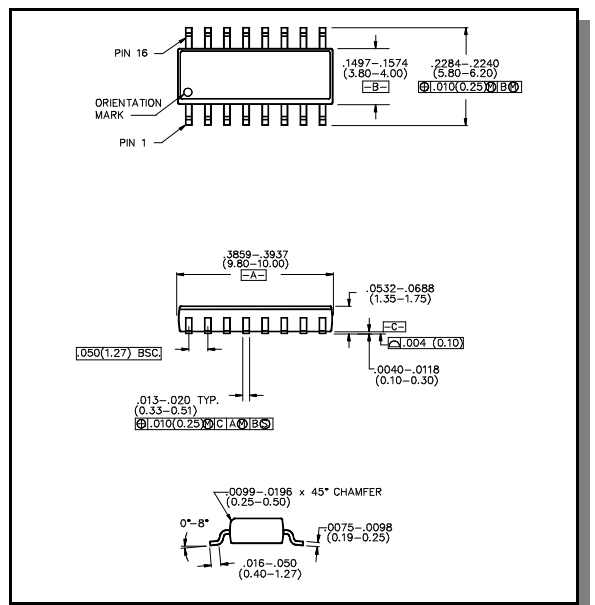 PIN 16
.1497-.1574
(3.80-4.00)
-B-
.2284-.2240
(5.80-6.20)
⌖ .010(0.25)Ⓜ B Ⓜ
ORIENTATION
MARK
PIN 1
.3859-.3937
(9.80-10.00)
-A-
.0532-.0688
(1.35-1.75)
-C-
⌓ .004 (0.10)
.050(1.27) BSC.
.0040-.0118
(0.10-0.30)
.013-.020 TYP.
(0.33-0.51)
⌖ .010(0.25)Ⓜ C A Ⓜ B Ⓢ
.0099-.0196 x 45° CHAMFER
(0.25-0.50)
0°-8°
.0075-.0098
(0.19-0.25)
.016-.050
(0.40-1.27)